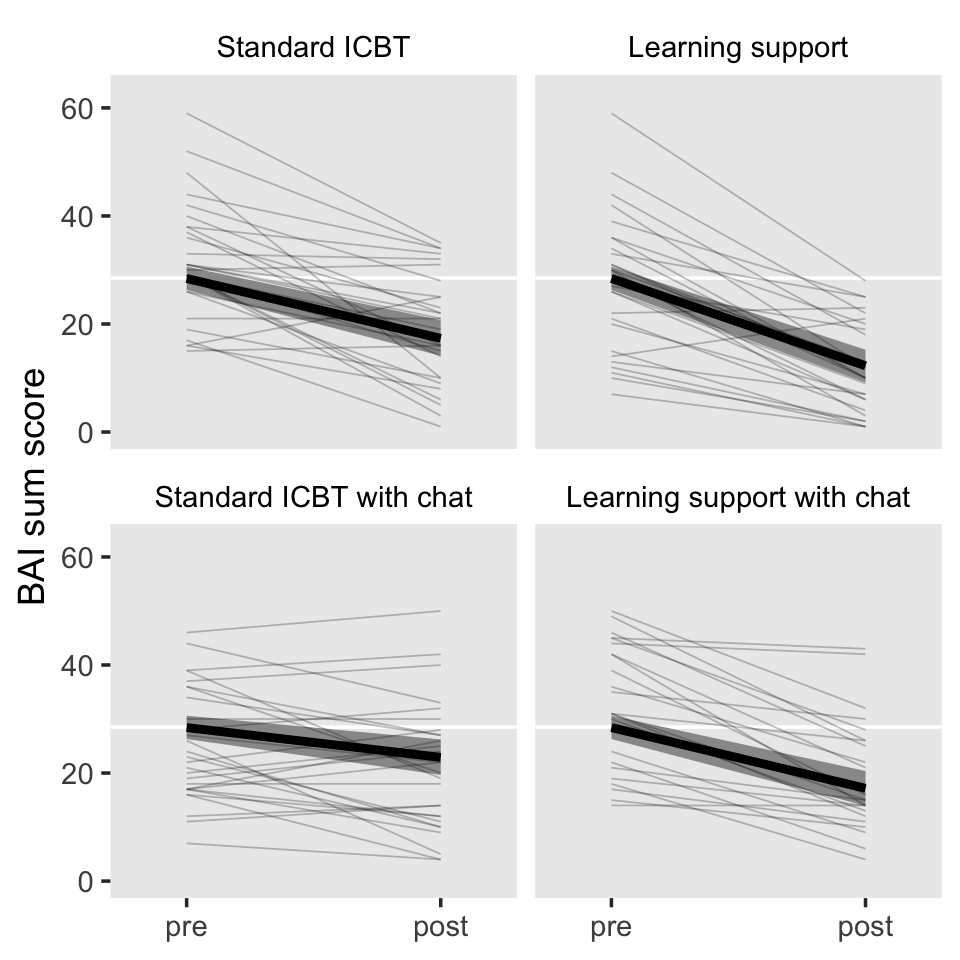 Standard ICBT
Learning support
60
40
20
0
BAI sum score
Standard ICBT with chat
Learning support with chat
60
40
20
0
pre
post
pre
post